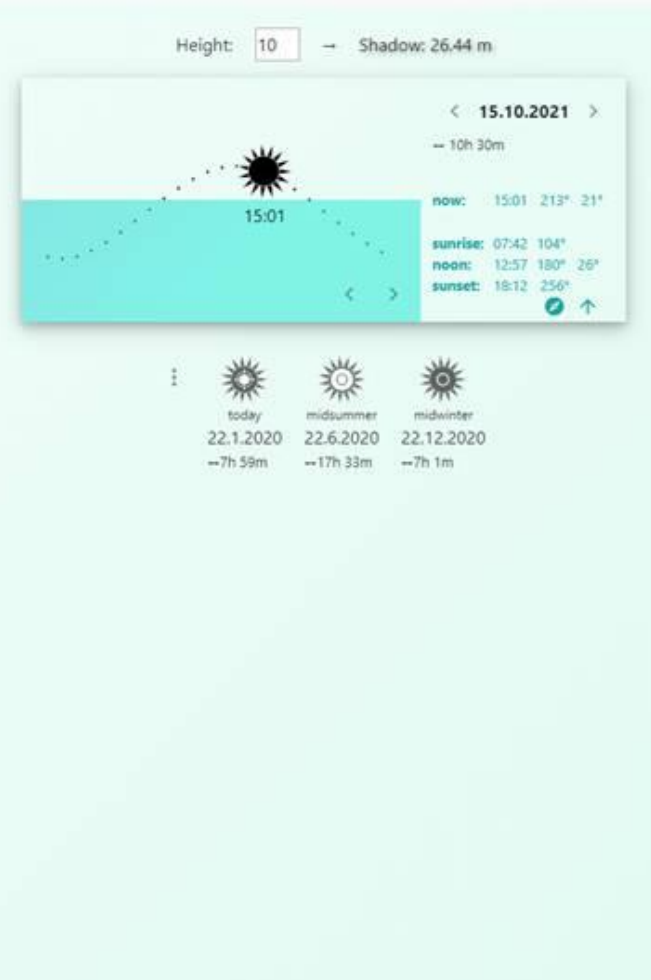 Height: 10 → Shadow: 26.44 m
15.10.2021
↔ 10h 30m
now: 15:01 213° 21°
15:01
sunrise: 07:42 104°
noon: 12:57 180° 26°
sunset: 18:12 256°
today midsummer midwinter
22.1.2020 22.6.2020 22.12.2020
↔7h 59m ↔17h 33m ↔7h 1m